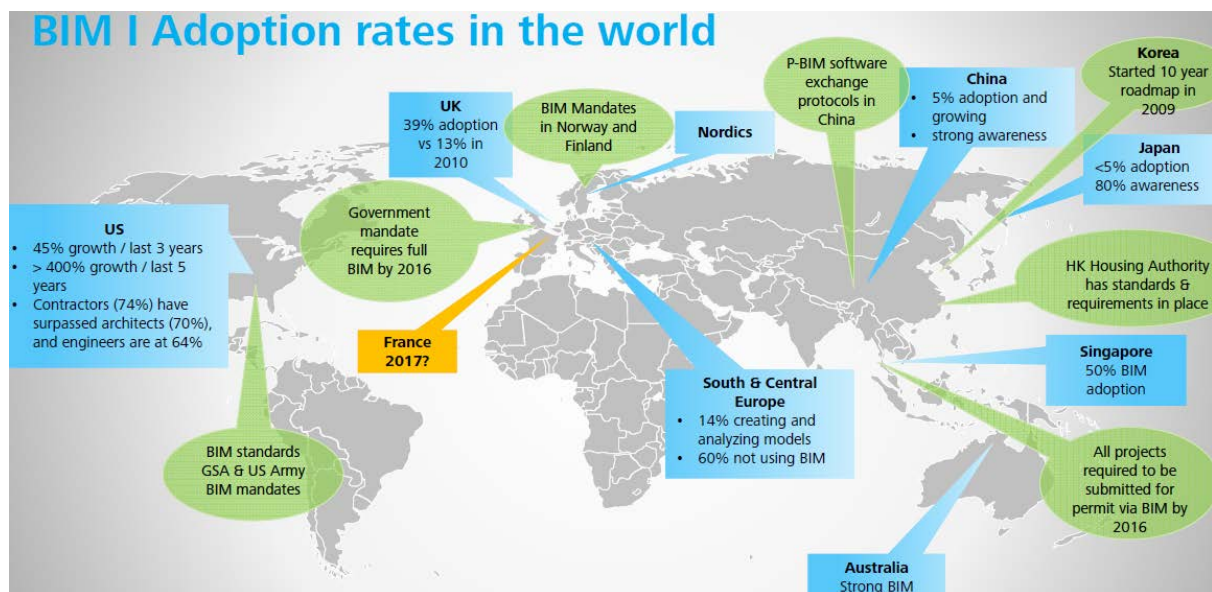 BIM I Adoption rates in the world
UK
39% adoption
vs 13% in
2010
BIM Mandates
in Norway and
Finland
Nordics
P-BIM software
exchange
protocols in
China
China
• 5% adoption and
growing
• strong awareness
Korea
Started 10 year
roadmap in
2009
Japan
<5% adoption
80% awareness
US
• 45% growth / last 3 years
• > 400% growth / last 5
years
• Contractors (74%) have
surpassed architects (70%),
and engineers are at 64%
Government
mandate
requires full
BIM by 2016
France
2017?
HK Housing Authority
has standards &
requirements in place
Singapore
50% BIM
adoption
South & Central
Europe
• 14% creating and
analyzing models
• 60% not using BIM
BIM standards
GSA & US Army
BIM mandates
All projects
required to be
submitted for
permit via BIM by
2016
Australia
Strong BIM